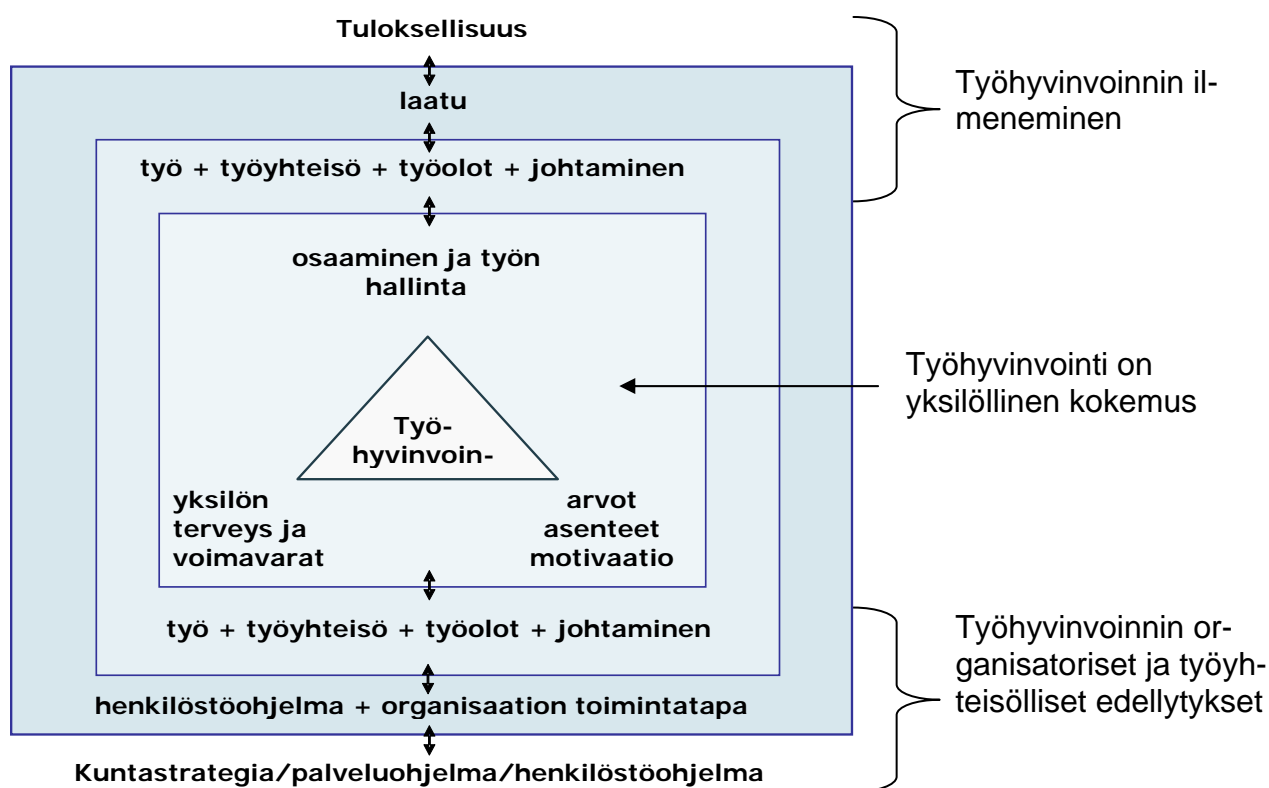 Tuloksellisuus
laatu
työ + työyhteisö + työolot + johtaminen
osaaminen ja työn
hallinta
Työ-
hyvinvoin-
yksilön
terveys ja
voimavarat
arvot
asenteet
motivaatio
työ + työyhteisö + työolot + johtaminen
henkilöstöohjelma + organisaation toimintatapa
Kuntastrategia/palveluohjelma/henkilöstöohjelma
Työhyvinvoinnin il-
meneminen
Työhyvinvointi on
yksilöllinen kokemus
Työhyvinvoinnin or-
ganisatoriset ja työyh-
teisölliset edellytykset